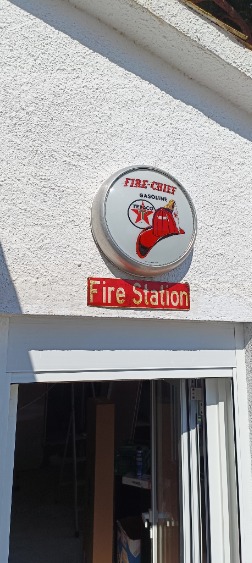 FIRE-CHIEF
GASOLINE
TEXACO
T
Fire Station